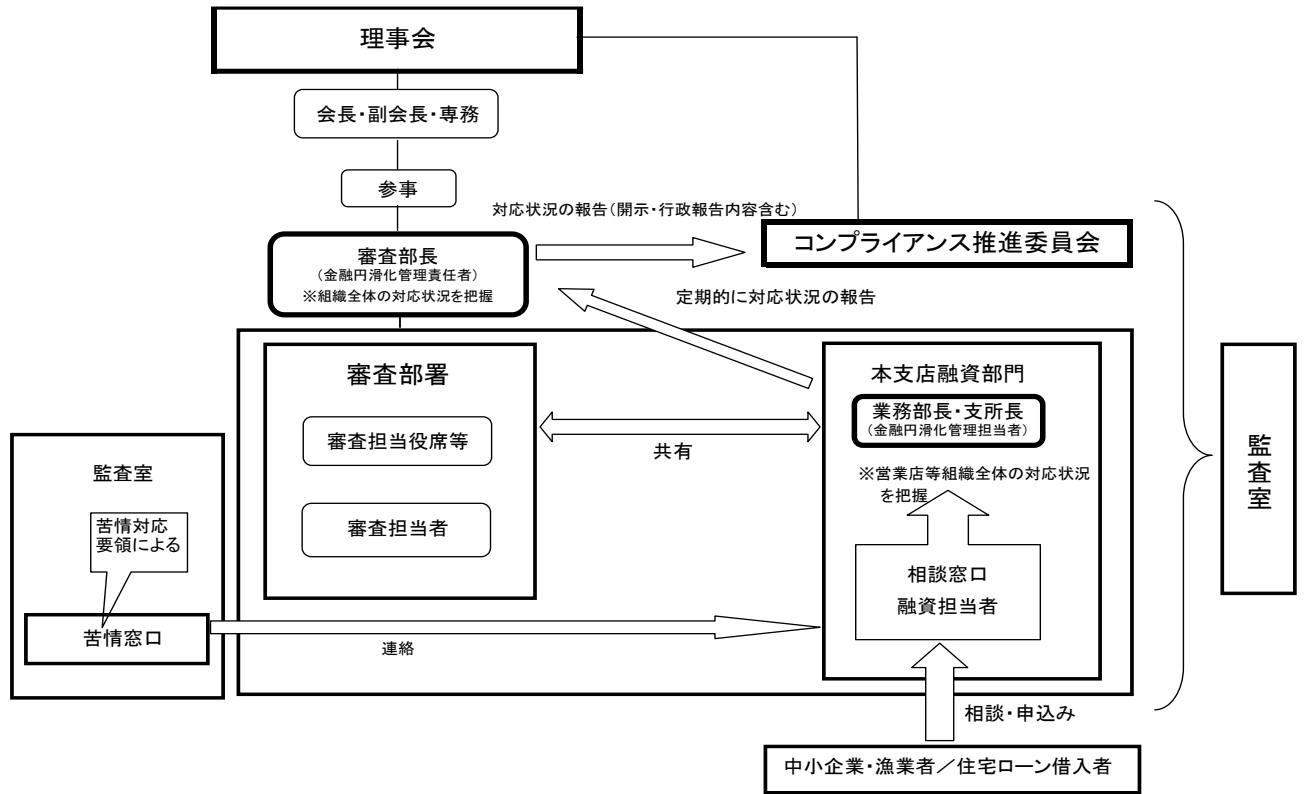 理事会
会長・副会長・専務
参事
対応状況の報告(開示・行政報告内容含む)
コンプライアンス推進委員会
審査部長
(金融円滑化管理責任者)
※組織全体の対応状況を把握
定期的に対応状況の報告
審査部署
審査担当役席等
審査担当者
共有
本支店融資部門
業務部長・支所長
(金融円滑化管理担当者)
※営業店等組織全体の対応状況
を把握
相談窓口
融資担当者
監査室
苦情対応
要領による
苦情窓口
連絡
相談・申込み
中小企業・漁業者／住宅ローン借入者
監査室